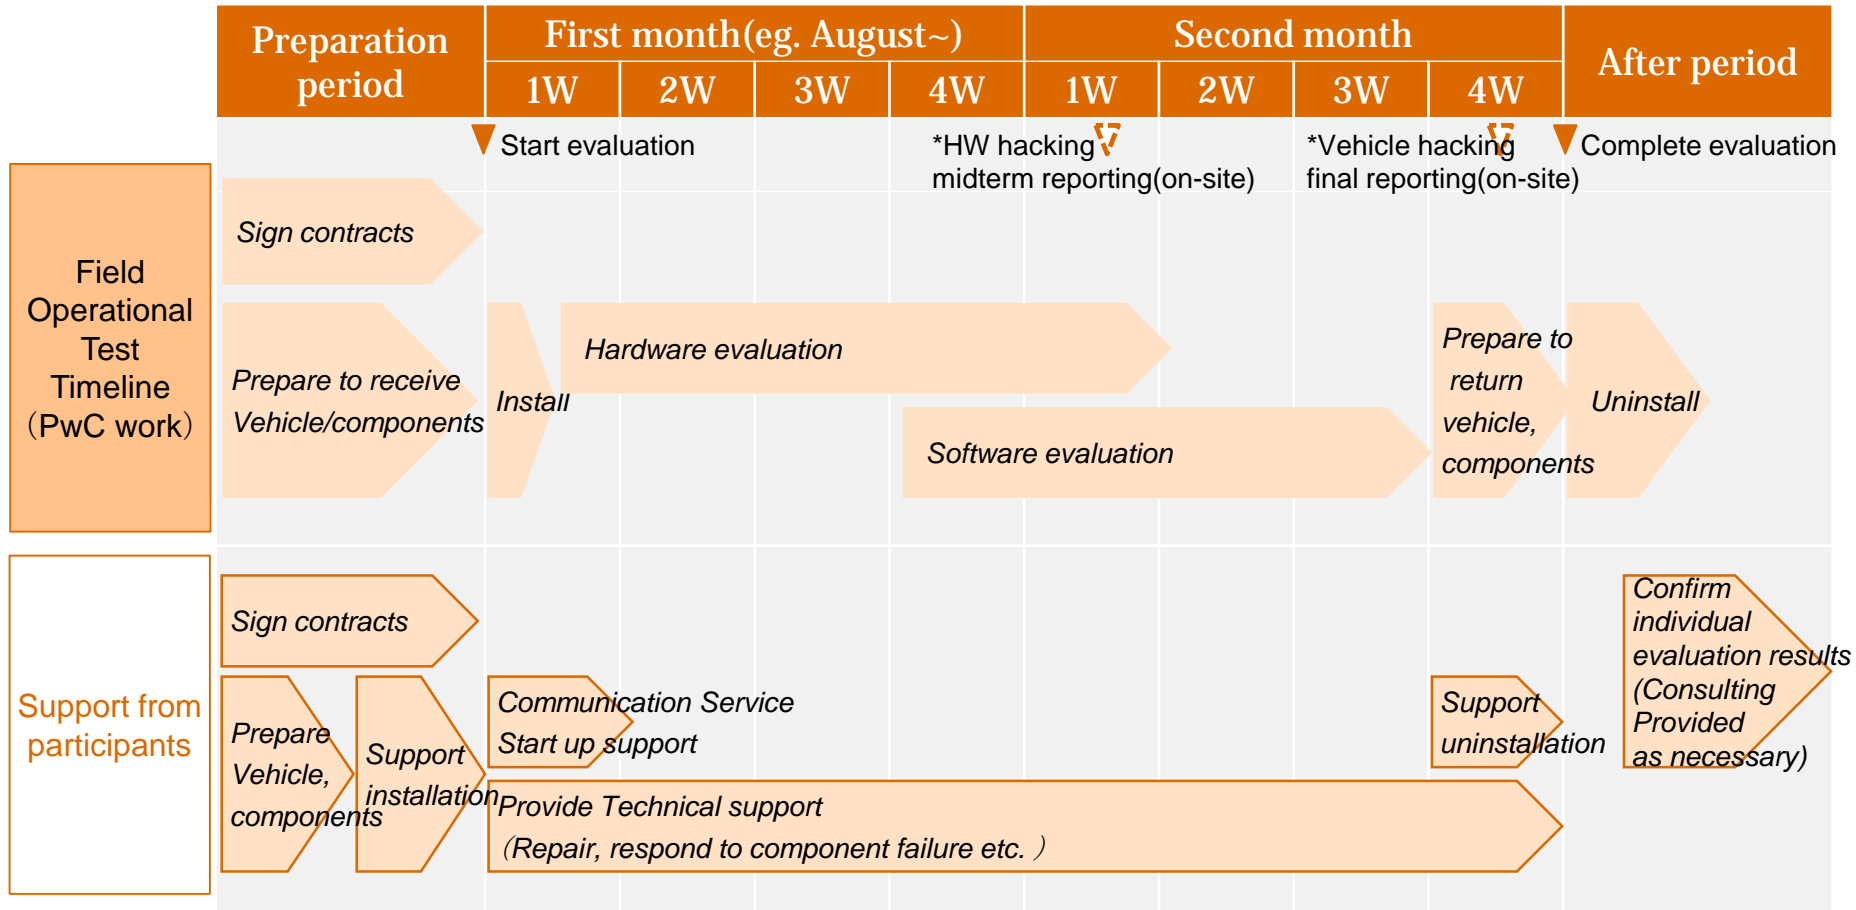 Preparation
period
First month(eg. August~)
Second month
After period
1W
2W
3W
4W
1W
2W
3W
4W
Start evaluation
*HW hacking
midterm reporting(on-site)
*Vehicle hacking
final reporting(on-site)
Complete evaluation
Field
Operational
Test
Timeline
（PwC work）
Sign contracts
Prepare to receive
Vehicle/components
Install
Hardware evaluation
Software evaluation
Prepare to
return
vehicle,
components
Uninstall
Support from
participants
Sign contracts
Prepare
Vehicle,
components
Support
installation
Communication Service
Start up support
Provide Technical support
（Repair, respond to component failure etc. ）
Support
uninstallation
Confirm
individual
evaluation results
(Consulting
Provided
as necessary)